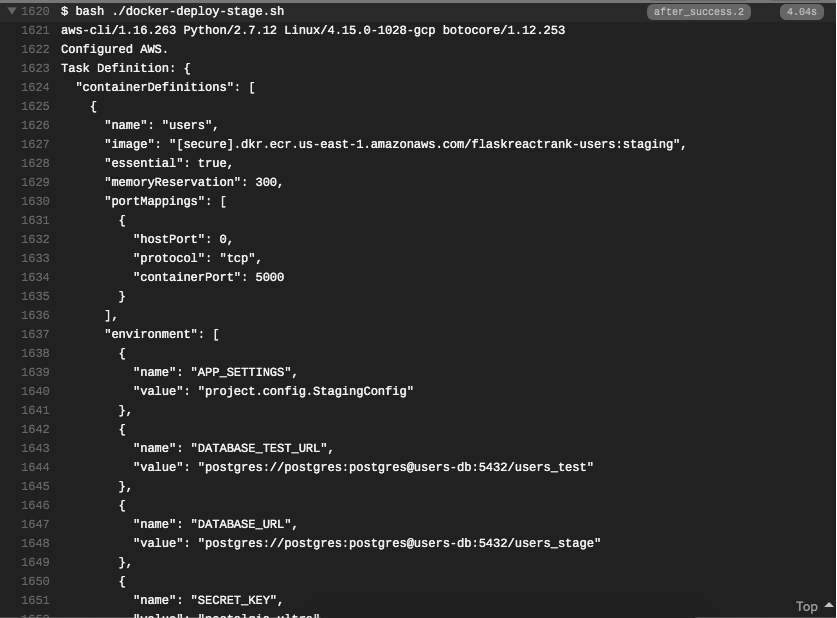 1620 $ bash ./docker-deploy-stage.sh after_success.2 4.04s
1621 aws-cli/1.16.263 Python/2.7.12 Linux/4.15.0-1028-gcp botocore/1.12.253
1622 Configured AWS.
1623 Task Definition: {
1624 "containerDefinitions": [
1625 {
1626 "name": "users",
1627 "image": "[secure].dkr.ecr.us-east-1.amazonaws.com/flaskreactrank-users:staging",
1628 "essential": true,
1629 "memoryReservation": 300,
1630 "portMappings": [
1631 {
1632 "hostPort": 0,
1633 "protocol": "tcp",
1634 "containerPort": 5000
1635 }
1636 ],
1637 "environment": [
1638 {
1639 "name": "APP_SETTINGS",
1640 "value": "project.config.StagingConfig"
1641 },
1642 {
1643 "name": "DATABASE_TEST_URL",
1644 "value": "postgres://postgres:postgres@users-db:5432/users_test"
1645 },
1646 {
1647 "name": "DATABASE_URL",
1648 "value": "postgres://postgres:postgres@users-db:5432/users_stage"
1649 },
1650 {
1651 "name": "SECRET_KEY",
Top